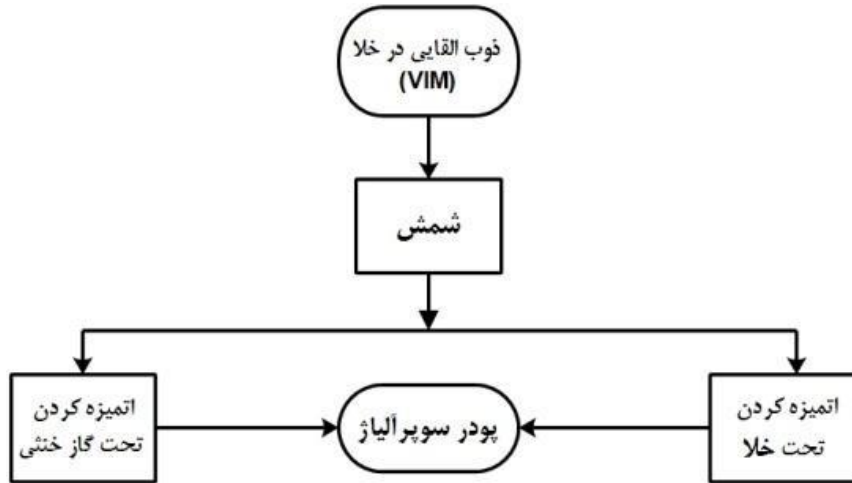 ذوب القایی در خلا
(VIM)
شمش
اتمیزه کردن
تحت خلا
پودر سوپرآلیاژ
اتمیزه کردن
تحت گاز خنثی